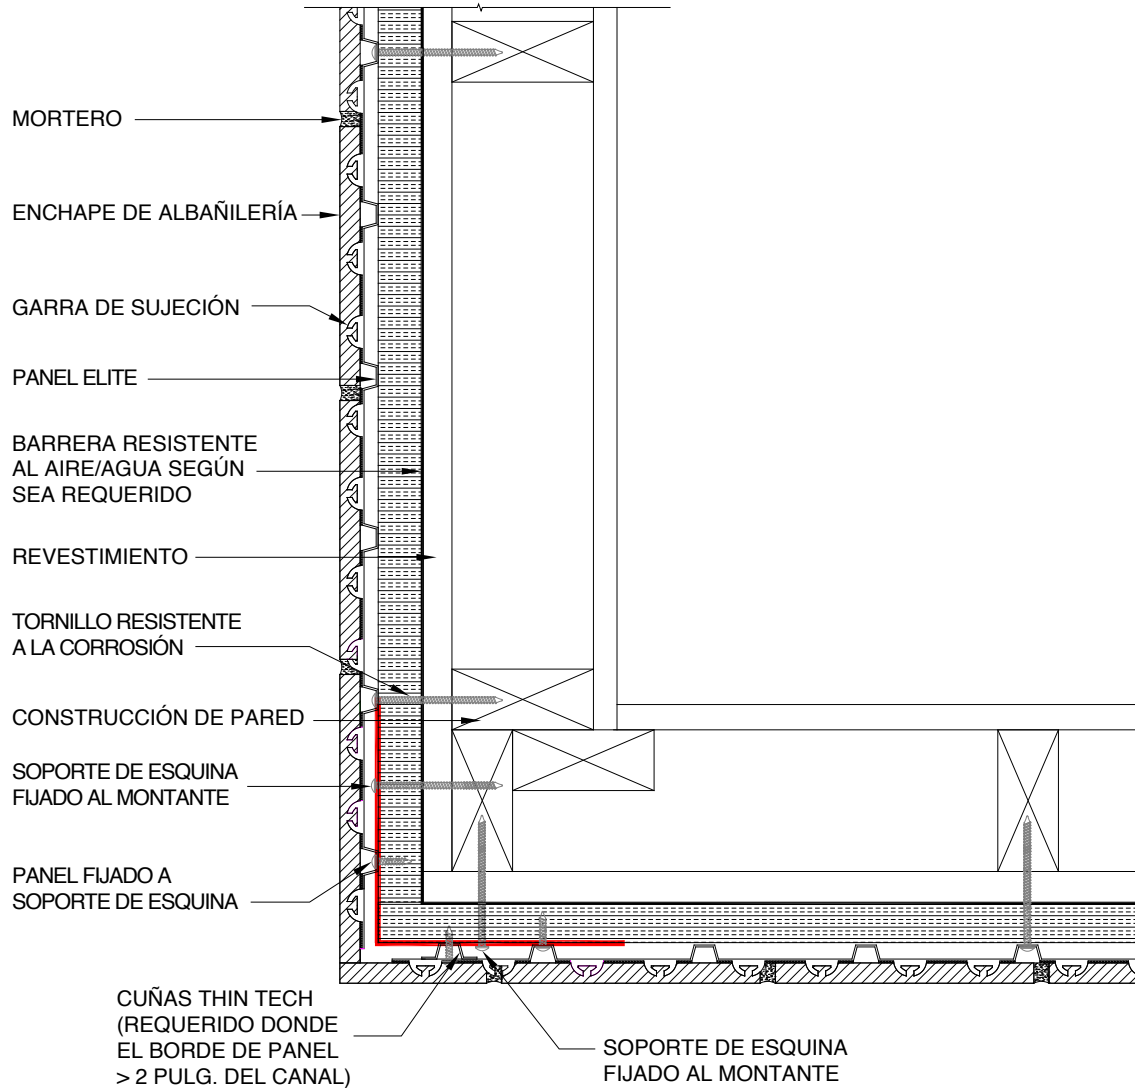 MORTERO
ENCHAPE DE ALBAÑILERÍA
GARRA DE SUJECIÓN
PANEL ELITE
BARRERA RESISTENTE
AL AIRE/AGUA SEGÚN
SEA REQUERIDO
REVESTIMIENTO
TORNILLO RESISTENTE
A LA CORROSIÓN
CONSTRUCCIÓN DE PARED
SOPORTE DE ESQUINA
FIJADO AL MONTANTE
PANEL FIJADO A
SOPORTE DE ESQUINA
CUÑAS THIN TECH
(REQUERIDO DONDE
EL BORDE DE PANEL
> 2 PULG. DEL CANAL)
SOPORTE DE ESQUINA
FIJADO AL MONTANTE